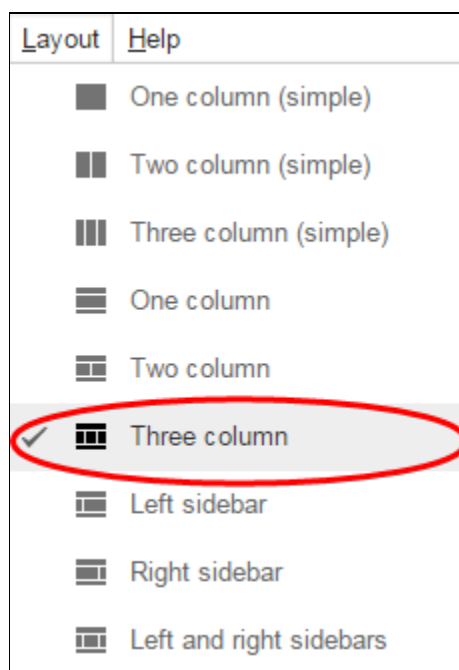 Layout Help
One column (simple)
Two column (simple)
Three column (simple)
One column
Two column
Three column
Left sidebar
Right sidebar
Left and right sidebars